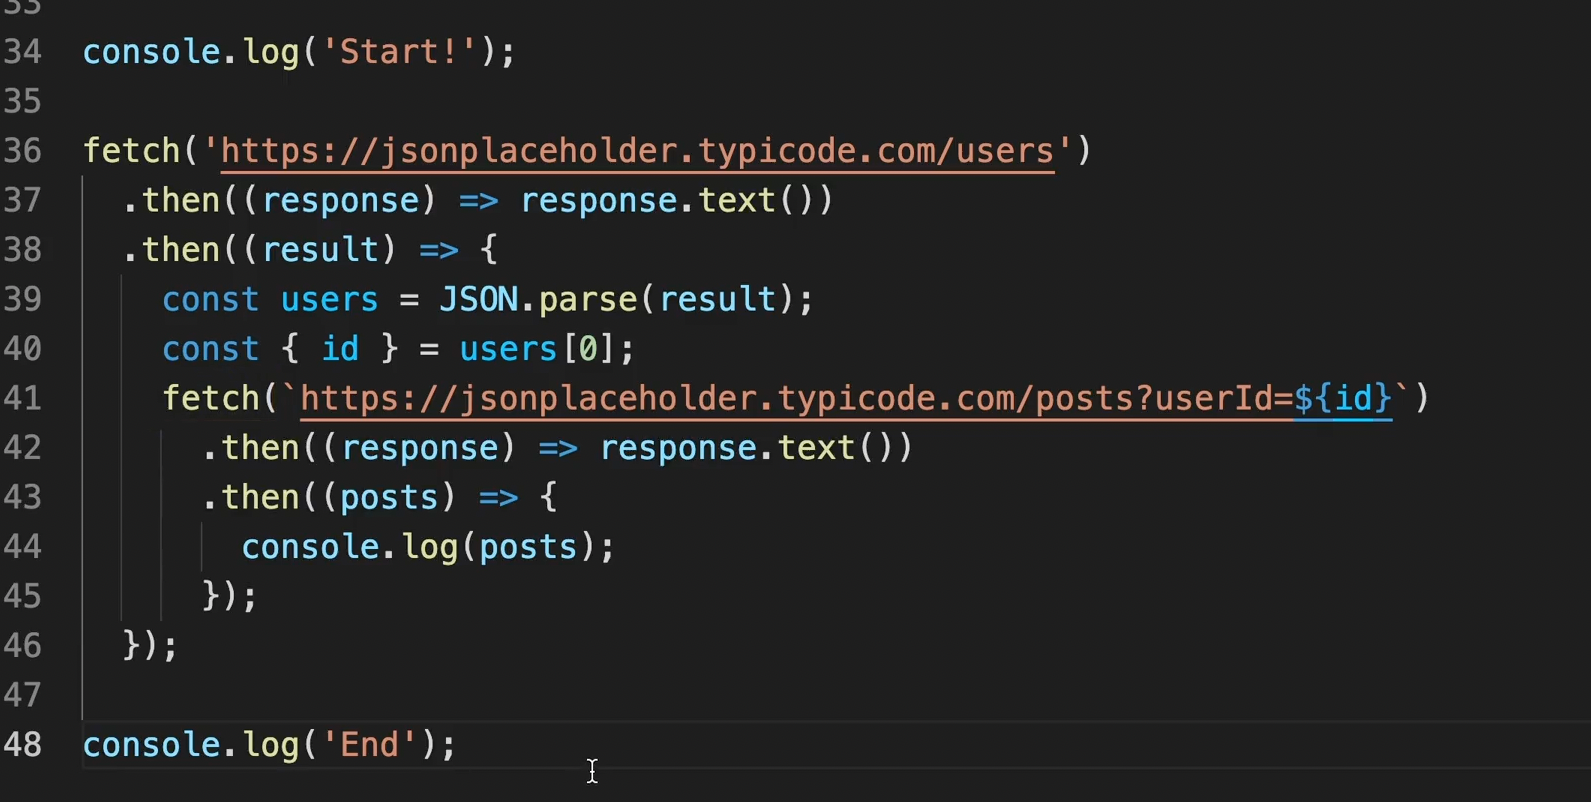 33
34 console.log('Start!');
35
36 fetch('https://jsonplaceholder.typicode.com/users')
37   .then((response) => response.text())
38   .then((result) => {
39     const users = JSON.parse(result);
40     const { id } = users[0];
41     fetch(`https://jsonplaceholder.typicode.com/posts?userId=${id}`)
42       .then((response) => response.text())
43       .then((posts) => {
44         console.log(posts);
45       });
46   });
47
48 console.log('End');